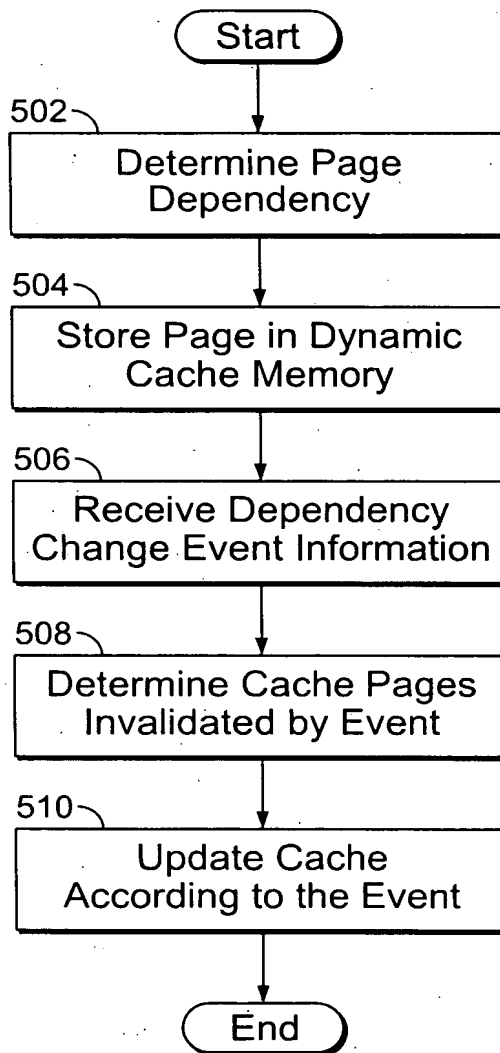 Start
502
Determine Page
Dependency
504
Store Page in Dynamic
Cache Memory
506
Receive Dependency
Change Event Information
508
Determine Cache Pages
Invalidated by Event
510
Update Cache
According to the Event
End